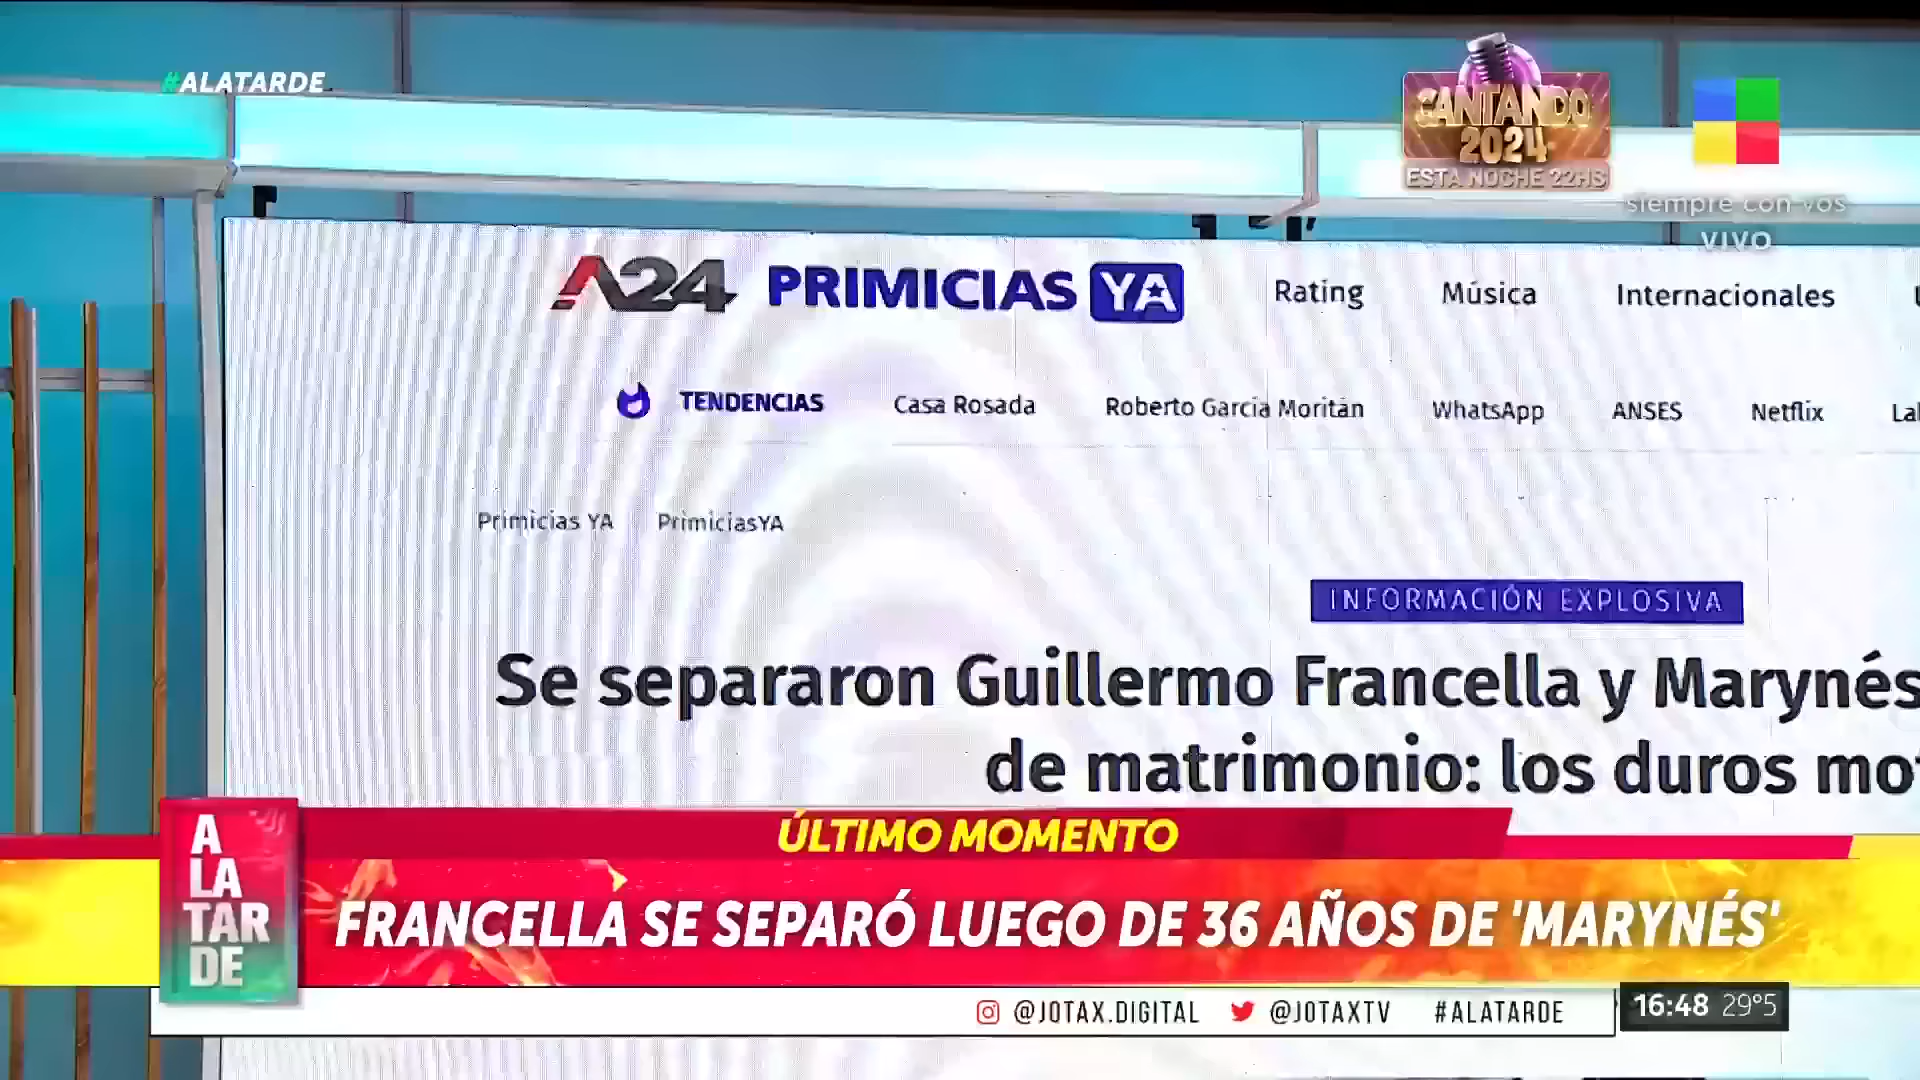 #ALATARDE
CANTANDO
2024
ESTA NOCHE 22HS
siempre con vos
VIVO
A24 PRIMICIAS YA Rating Música Internacionales
TENDENCIAS Casa Rosada Roberto García Moritán WhatsApp ANSES Netflix
Primicias YA PrimiciasYA
INFORMACIÓN EXPLOSIVA
Se separaron Guillermo Francella y Marynés
de matrimonio: los duros
ÚLTIMO MOMENTO
A
LA
TAR
DE
FRANCELLA SE SEPARÓ LUEGO DE 36 AÑOS DE 'MARYNÉS'
@JOTAX.DIGITAL @JOTAXTV #ALATARDE
16:48 29°5